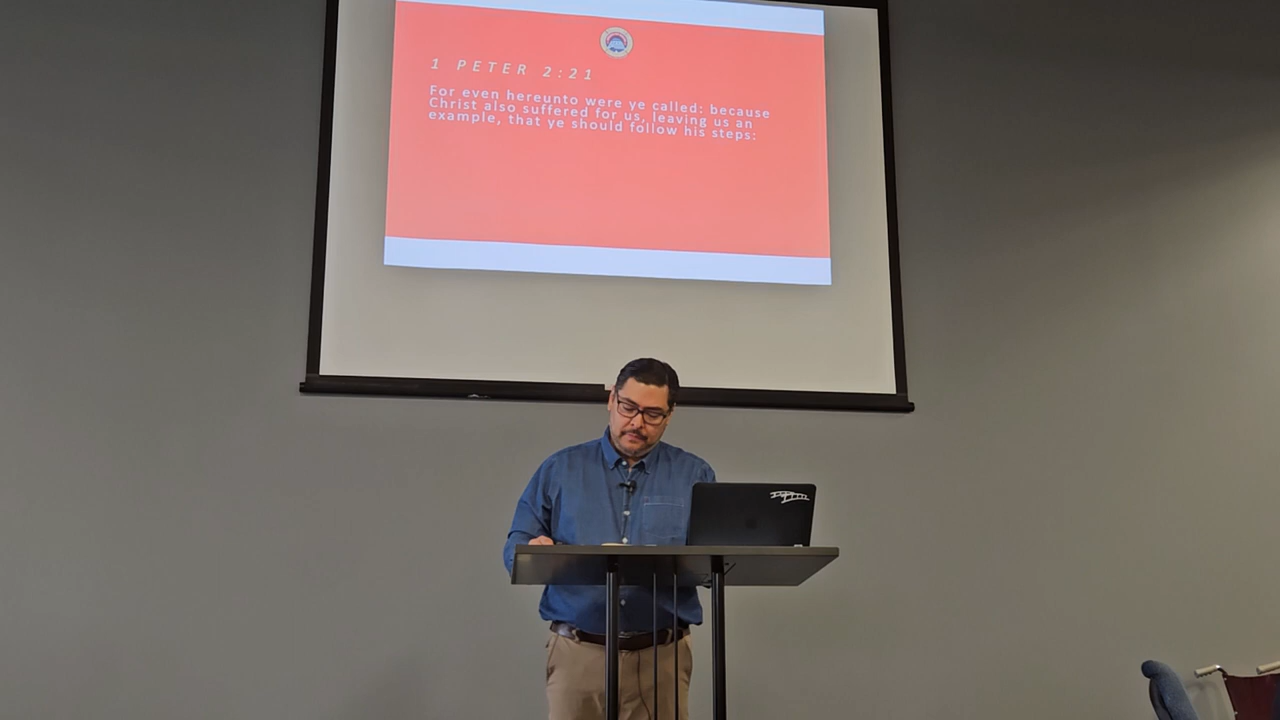 1 PETER 2:21
For even hereunto were ye called: because
Christ also suffered for us, leaving us an
example, that ye should follow his steps: